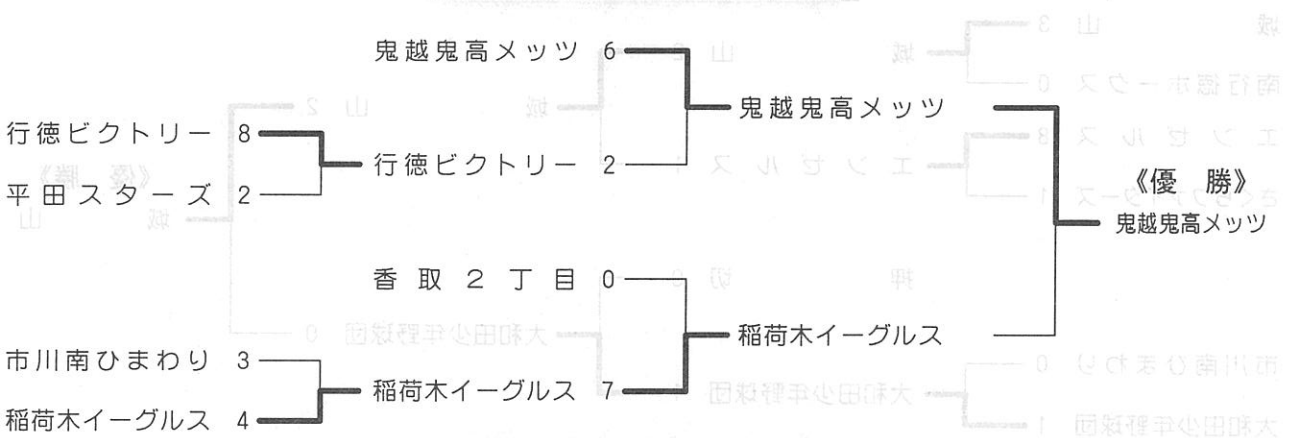 鬼越鬼高メッツ 6
鬼越鬼高メッツ
行徳ビクトリー 8
行徳ビクトリー 2
平田スターズ 2
《優 勝》
鬼越鬼高メッツ
香取2丁目 0
稲荷木イーグルス
市川南ひまわり 3
稲荷木イーグルス 7
稲荷木イーグルス 4